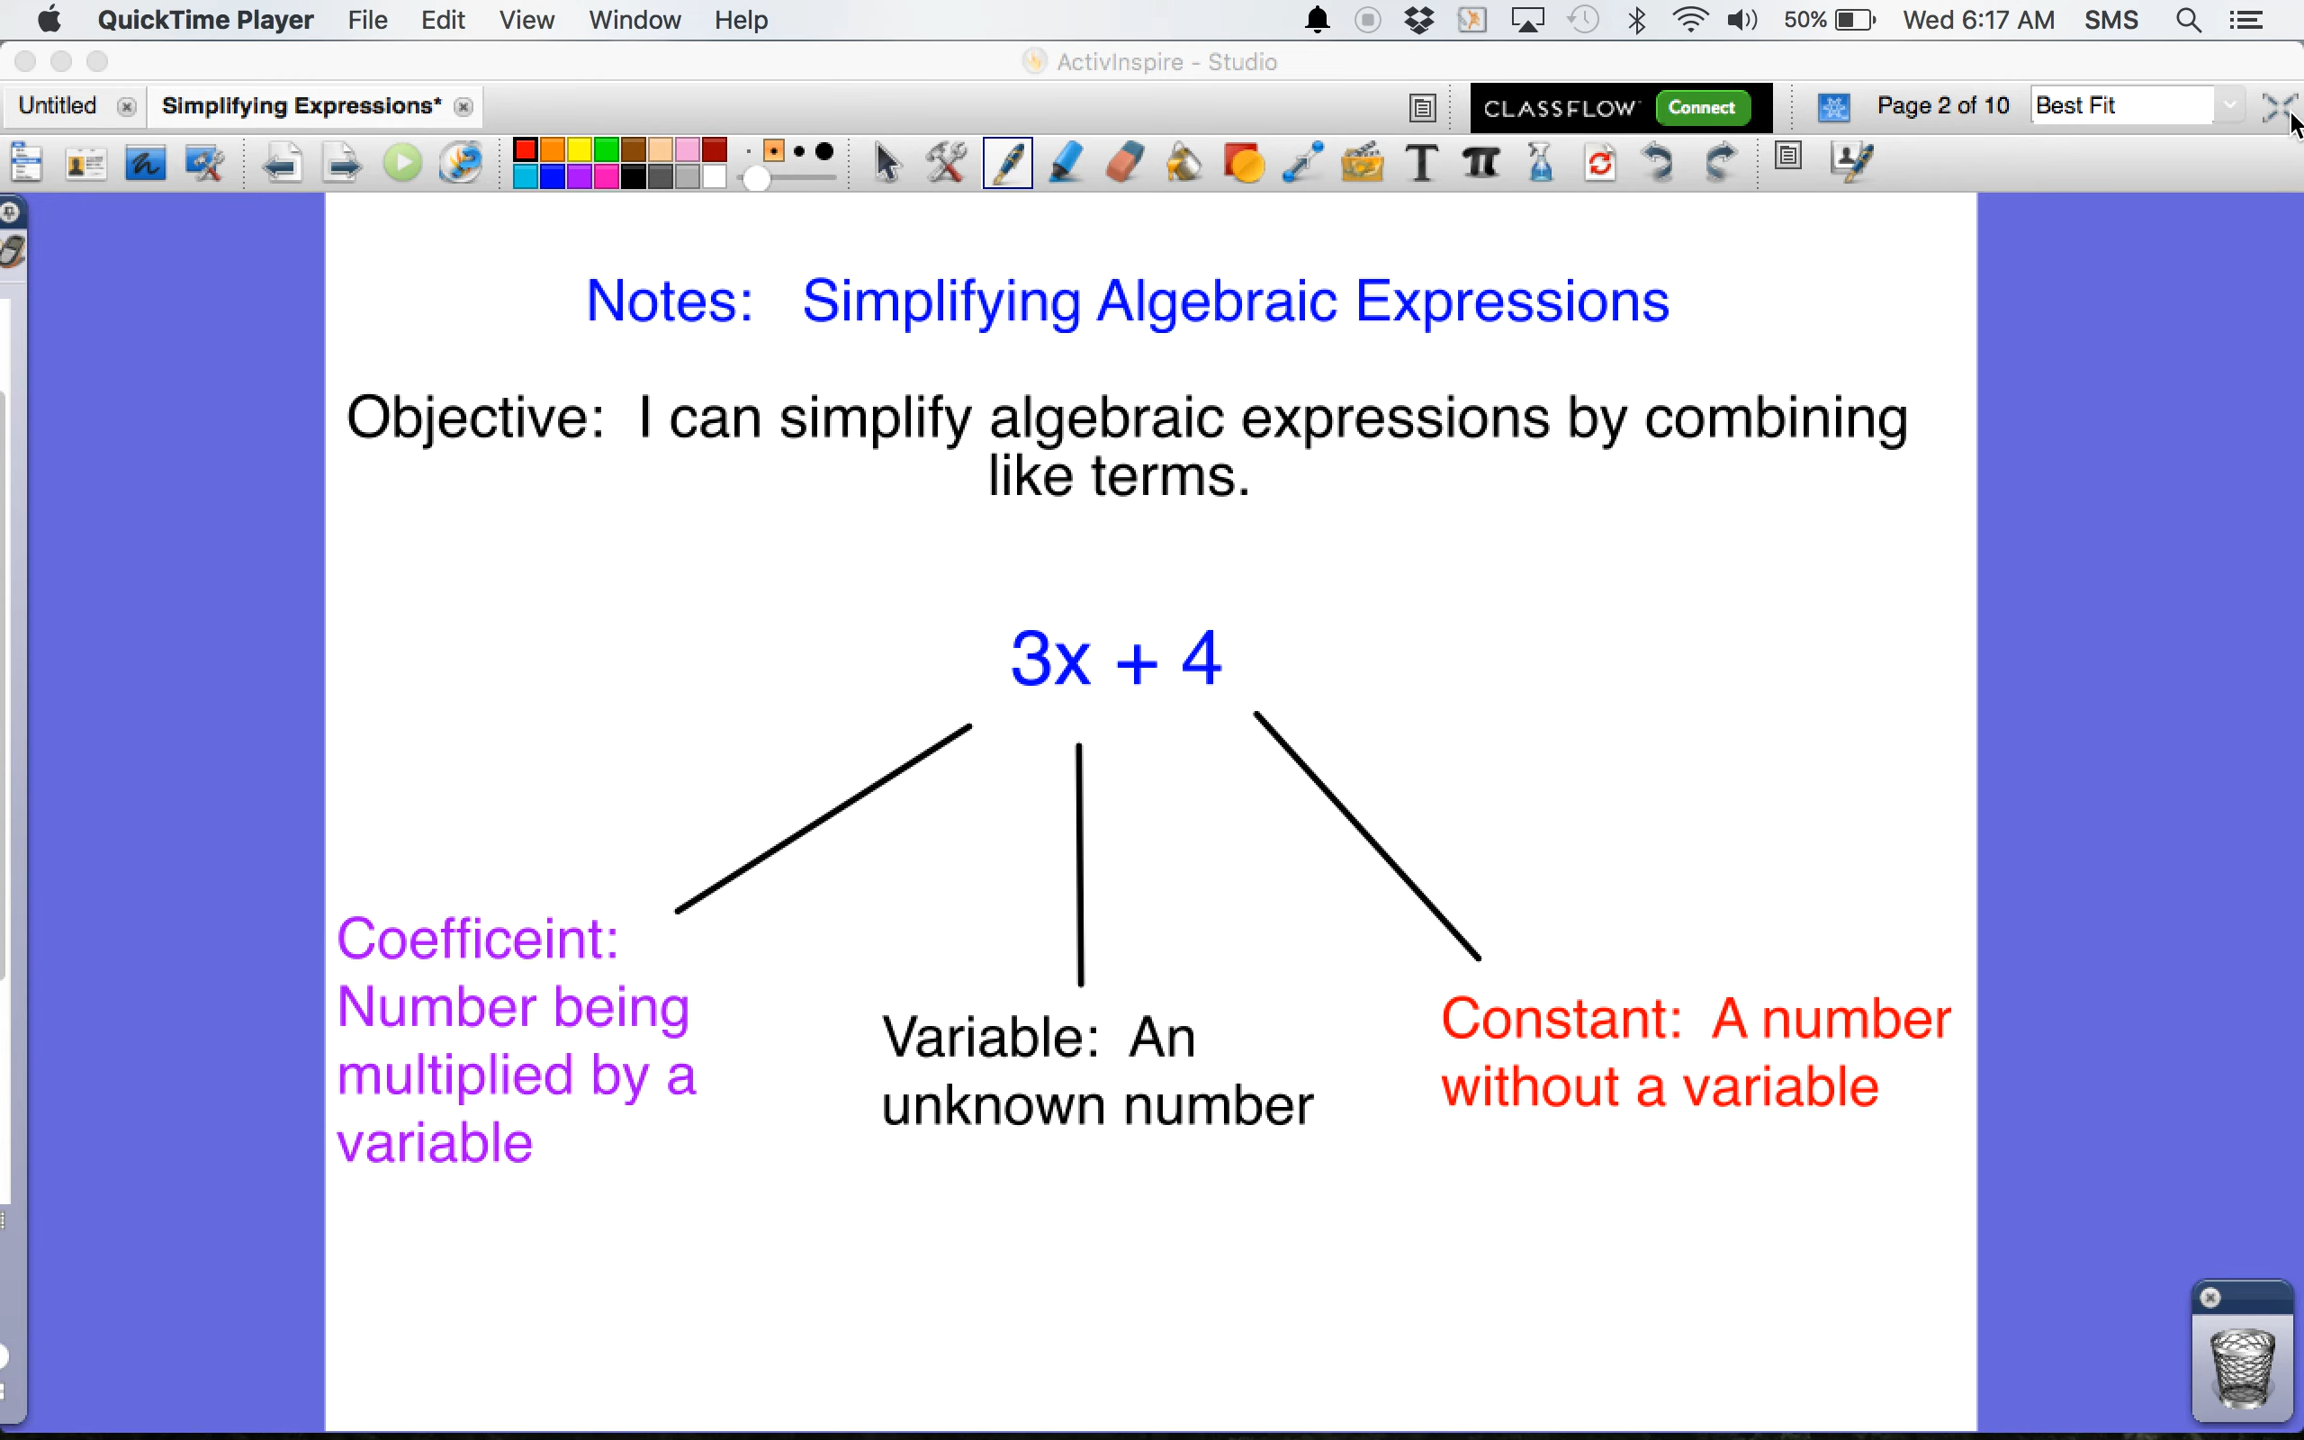 QuickTime Player File Edit View Window Help 50% Wed 6:17 AM SMS
ActivInspire - Studio
Untitled Simplifying Expressions* CLASSFLOW Connect Page 2 of 10 Best Fit
Notes: Simplifying Algebraic Expressions
Objective: I can simplify algebraic expressions by combining
like terms.
3x + 4
Coefficeint:
Number being
multiplied by a
variable
Variable: An
unknown number
Constant: A number
without a variable